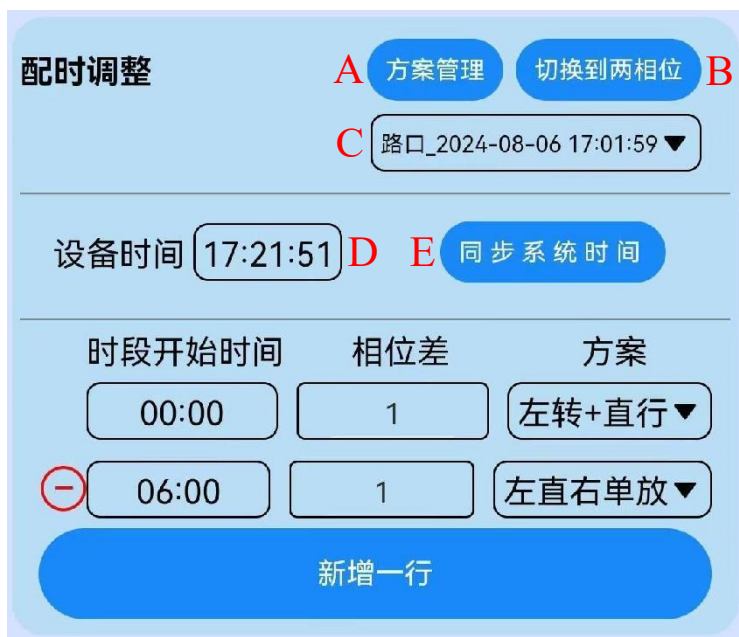 配时调整 A 方案管理 切换到两相位 B
C 路口_2024-08-06 17:01:59▼
设备时间 17:21:51 D E 同步系统时间
时段开始时间 相位差 方案
00:00 1 左转+直行▼
06:00 1 左直右单放▼
新增一行